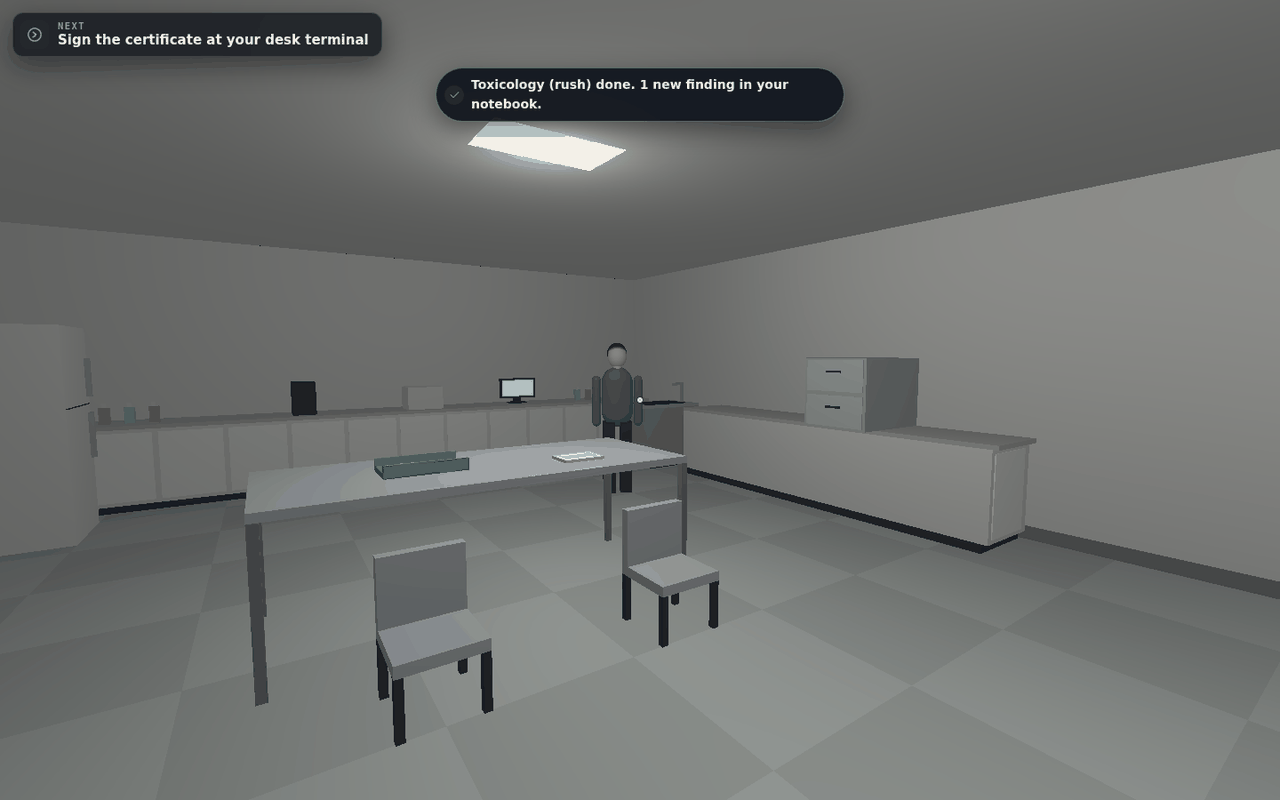 NEXT
Sign the certificate at your desk terminal
Toxicology (rush) done. 1 new finding in your
notebook.